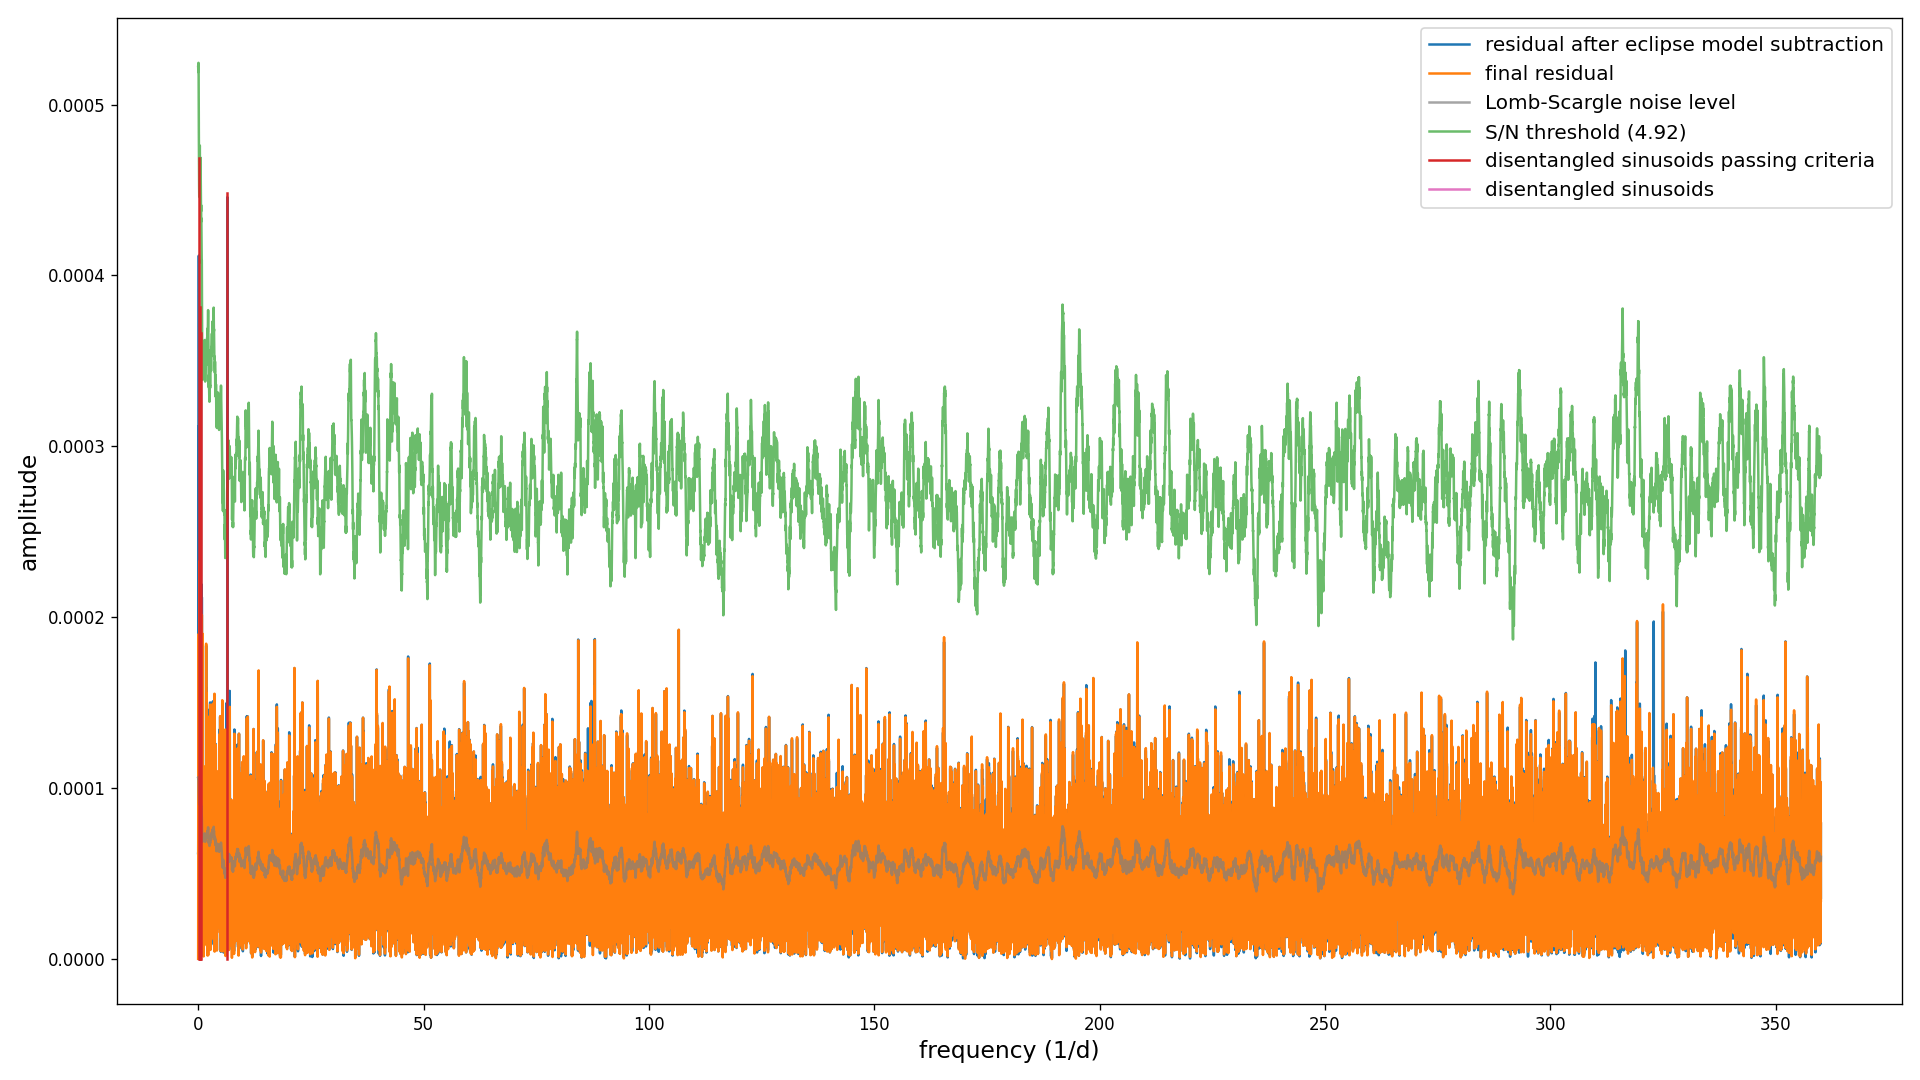 residual after eclipse model subtraction
final residual
Lomb-Scargle noise level
S/N threshold (4.92)
disentangled sinusoids passing criteria
disentangled sinusoids
amplitude
0.0005
0.0004
0.0003
0.0002
0.0001
0.0000
0 50 100 150 200 250 300 350
frequency (1/d)